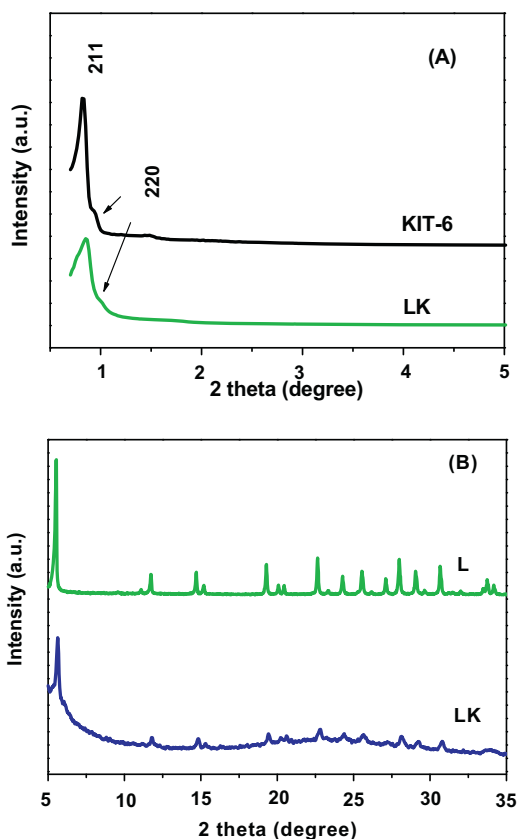 211
(A)
220
Intensity (a.u.)
KIT-6
LK
1 2 3 4 5
2 theta (degree)
(B)
Intensity (a.u.)
L
LK
5 10 15 20 25 30 35
2 theta (degree)